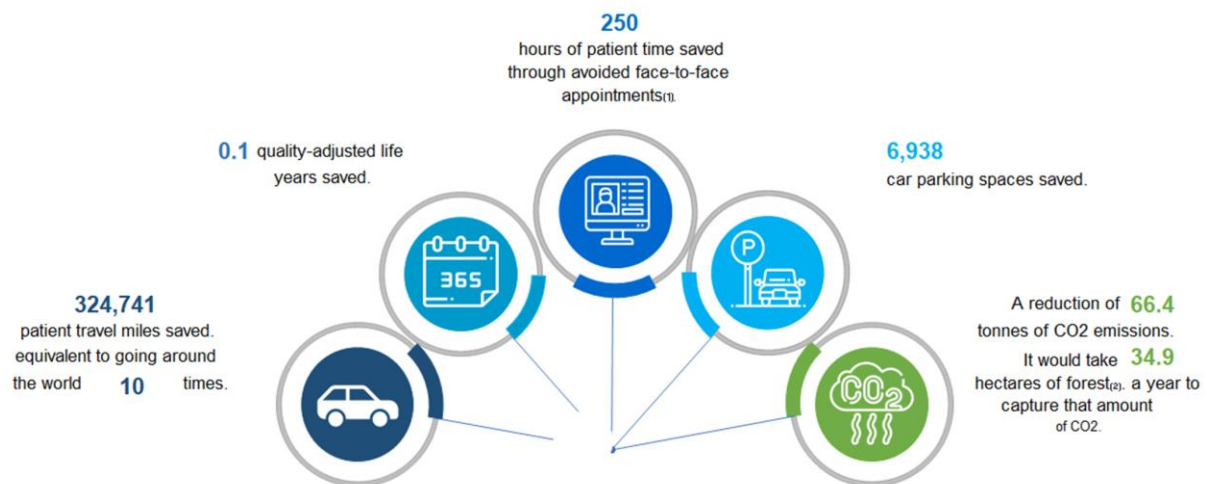 250
hours of patient time saved
through avoided face-to-face
appointments(1).
0.1 quality-adjusted life
years saved.
6,938
car parking spaces saved.
365
P
324,741
patient travel miles saved.
equivalent to going around
the world 10 times.
A reduction of 66.4
tonnes of CO2 emissions.
It would take 34.9
hectares of forest(2). a year to
capture that amount
of CO2.
CO2